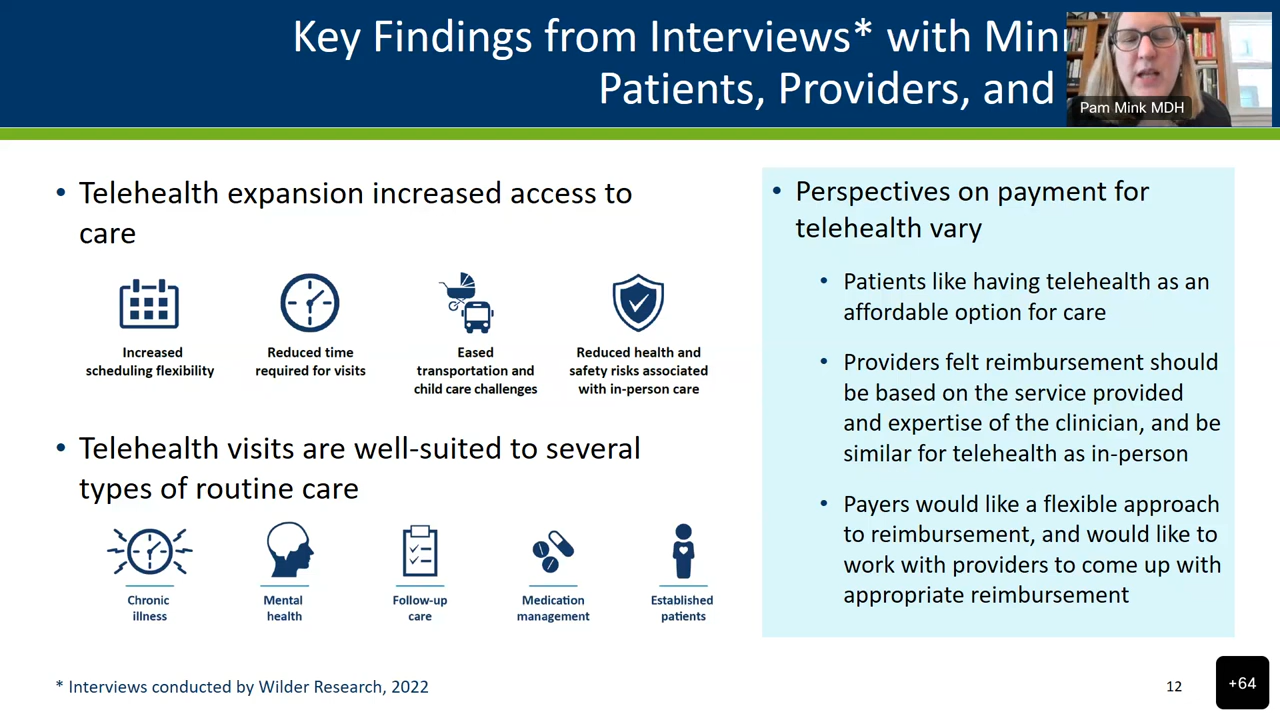 Key Findings from Interviews* with
Patients, Providers, and
Pam Mink MDH
• Telehealth expansion increased access to
care
Increased
scheduling flexibility
Reduced time
required for visits
Eased
transportation and
child care challenges
Reduced health and
safety risks associated
with in-person care
• Telehealth visits are well-suited to several
types of routine care
Chronic
illness
Mental
health
Follow-up
care
Medication
management
Established
patients
• Perspectives on payment for
telehealth vary
• Patients like having telehealth as an
affordable option for care
• Providers felt reimbursement should
be based on the service provided
and expertise of the clinician, and be
similar for telehealth as in-person
• Payers would like a flexible approach
to reimbursement, and would like to
work with providers to come up with
appropriate reimbursement
* Interviews conducted by Wilder Research, 2022
12
+64